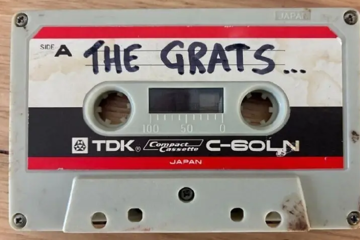 SIDE A THE GRATS...
100 50 0
TDK® Compact Cassette C-60LN
JAPAN